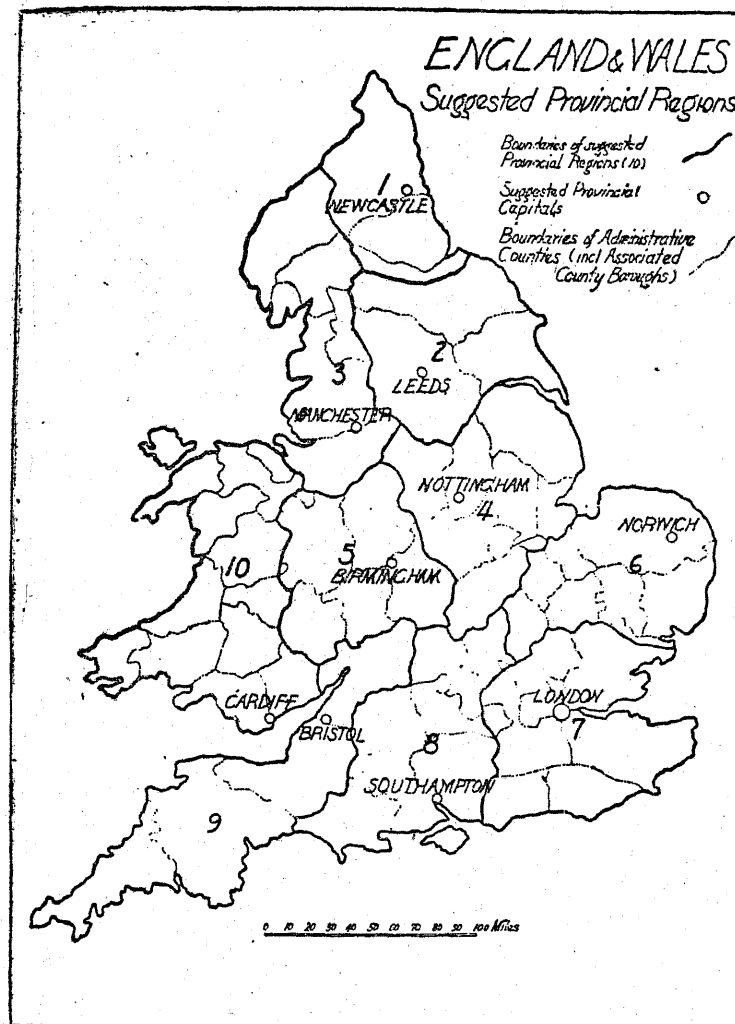 ENGLAND & WALES
Suggested Provincial Regions
Boundaries of suggested
Provincial Regions (10)
Suggested Provincial
Capitals
Boundaries of Administrative
Counties (incl Associated
County Boroughs)
1
NEWCASTLE
2
LEEDS
3
MANCHESTER
NOTTINGHAM
4
NORWICH
6
5
BIRMINGHAM
10
CARDIFF
BRISTOL
LONDON
7
8
SOUTHAMPTON
9
0 10 20 30 40 50 60 70 80 90 100 Miles